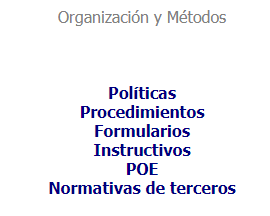 Organización y Métodos
Políticas
Procedimientos
Formularios
Instructivos
POE
Normativas de terceros